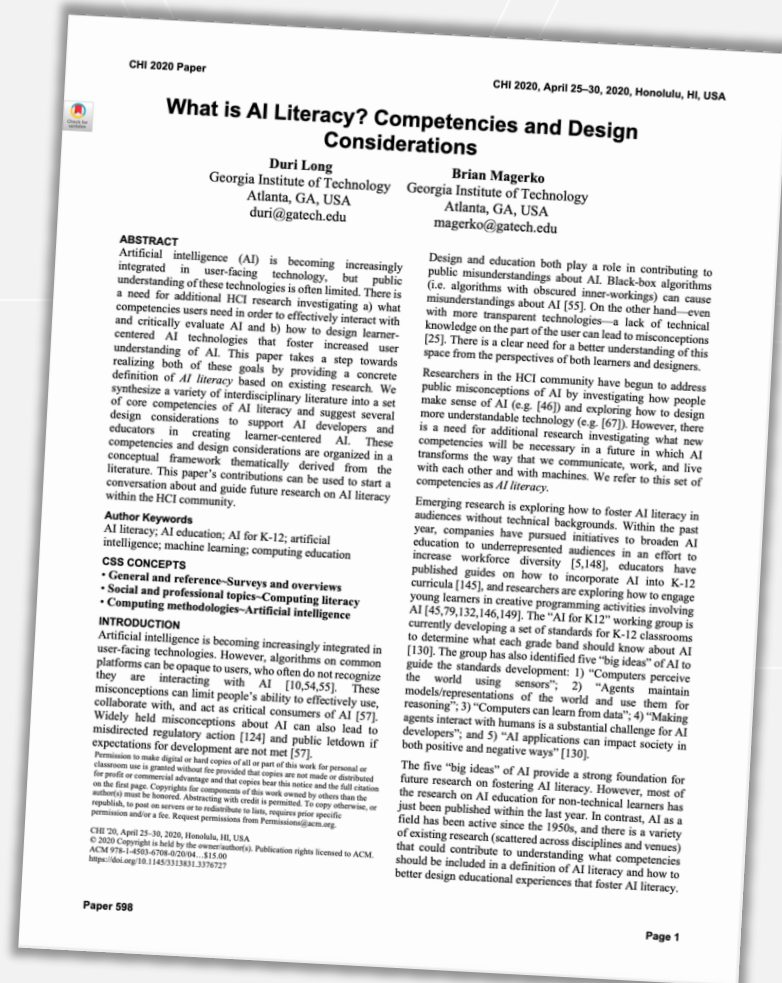 CHI 2020 Paper
CHI 2020, April 25–30, 2020, Honolulu, HI, USA
Check for
updates
What is AI Literacy? Competencies and Design
Considerations
Duri Long
Georgia Institute of Technology
Atlanta, GA, USA
duri@gatech.edu
Brian Magerko
Georgia Institute of Technology
Atlanta, GA, USA
magerko@gatech.edu
ABSTRACT
Artificial intelligence (AI) is becoming increasingly
integrated in user-facing technology, but public
understanding of these technologies is often limited. There is
a need for additional HCI research investigating a) what
competencies users need in order to effectively interact with
and critically evaluate AI and b) how to design learner-
centered AI technologies that foster increased user
understanding of AI. This paper takes a step towards
realizing both of these goals by providing a concrete
definition of AI literacy based on existing research. We
synthesize a variety of interdisciplinary literature into a set
of core competencies of AI literacy and suggest several
design considerations to support AI developers and
educators in creating learner-centered AI. These
competencies and design considerations are organized in a
conceptual framework thematically derived from the
literature. This paper's contributions can be used to start a
conversation about and guide future research on AI literacy
within the HCI community.
Author Keywords
AI literacy; AI education; AI for K-12; artificial
intelligence; machine learning; computing education
CSS CONCEPTS
• General and reference~Surveys and overviews
• Social and professional topics~Computing literacy
• Computing methodologies~Artificial intelligence
INTRODUCTION
Artificial intelligence is becoming increasingly integrated in
user-facing technologies. However, algorithms on common
platforms can be opaque to users, who often do not recognize
they are interacting with AI [10,54,55]. These
misconceptions can limit people's ability to effectively use,
collaborate with, and act as critical consumers of AI [57].
Widely held misconceptions about AI can also lead to
misdirected regulatory action [124] and public letdown if
expectations for development are not met [57].
Permission to make digital or hard copies of all or part of this work for personal or
classroom use is granted without fee provided that copies are not made or distributed
for profit or commercial advantage and that copies bear this notice and the full citation
on the first page. Copyrights for components of this work owned by others than the
author(s) must be honored. Abstracting with credit is permitted. To copy otherwise, or
republish, to post on servers or to redistribute to lists, requires prior specific
permission and/or a fee. Request permissions from Permissions@acm.org.
CHI '20, April 25–30, 2020, Honolulu, HI, USA
© 2020 Copyright is held by the owner/author(s). Publication rights licensed to ACM.
ACM 978-1-4503-6708-0/20/04...$15.00
https://doi.org/10.1145/3313831.3376727
Design and education both play a role in contributing to
public misunderstandings about AI. Black-box algorithms
(i.e. algorithms with obscured inner-workings) can cause
misunderstandings about AI [55]. On the other hand—even
with more transparent technologies—a lack of technical
knowledge on the part of the user can lead to misconceptions
[25]. There is a clear need for a better understanding of this
space from the perspectives of both learners and designers.
Researchers in the HCI community have begun to address
public misconceptions of AI by investigating how people
make sense of AI (e.g. [46]) and exploring how to design
more understandable technology (e.g. [67]). However, there
is a need for additional research investigating what new
competencies will be necessary in a future in which AI
transforms the way that we communicate, work, and live
with each other and with machines. We refer to this set of
competencies as AI literacy.
Emerging research is exploring how to foster AI literacy in
audiences without technical backgrounds. Within the past
year, companies have pursued initiatives to broaden AI
education to underrepresented audiences in an effort to
increase workforce diversity [5,148], educators have
published guides on how to incorporate AI into K-12
curricula [145], and researchers are exploring how to engage
young learners in creative programming activities involving
AI [45,79,132,146,149]. The “AI for K12” working group is
currently developing a set of standards for K-12 classrooms
to determine what each grade band should know about AI
[130]. The group has also identified five “big ideas” of AI to
guide the standards development: 1) “Computers perceive
the world using sensors”; 2) “Agents maintain
models/representations of the world and use them for
reasoning”; 3) “Computers can learn from data”; 4) “Making
agents interact with humans is a substantial challenge for AI
developers”; and 5) “AI applications can impact society in
both positive and negative ways” [130].
The five “big ideas” of AI provide a strong foundation for
future research on fostering AI literacy. However, most of
the research on AI education for non-technical learners has
just been published within the last year. In contrast, AI as a
field has been active since the 1950s, and there is a variety
of existing research (scattered across disciplines and venues)
that could contribute to understanding what competencies
should be included in a definition of AI literacy and how to
better design educational experiences that foster AI literacy.
Paper 598
Page 1